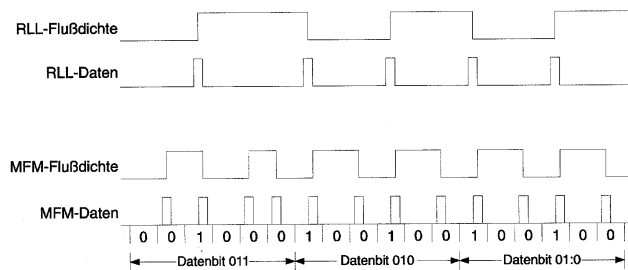 RLL-Flußdichte
RLL-Daten
MFM-Flußdichte
MFM-Daten
0 0 1 0 0 0 1 0 0 1 0 0 1 0 0 1 0 0
Datenbit 011 Datenbit 010 Datenbit 01:0